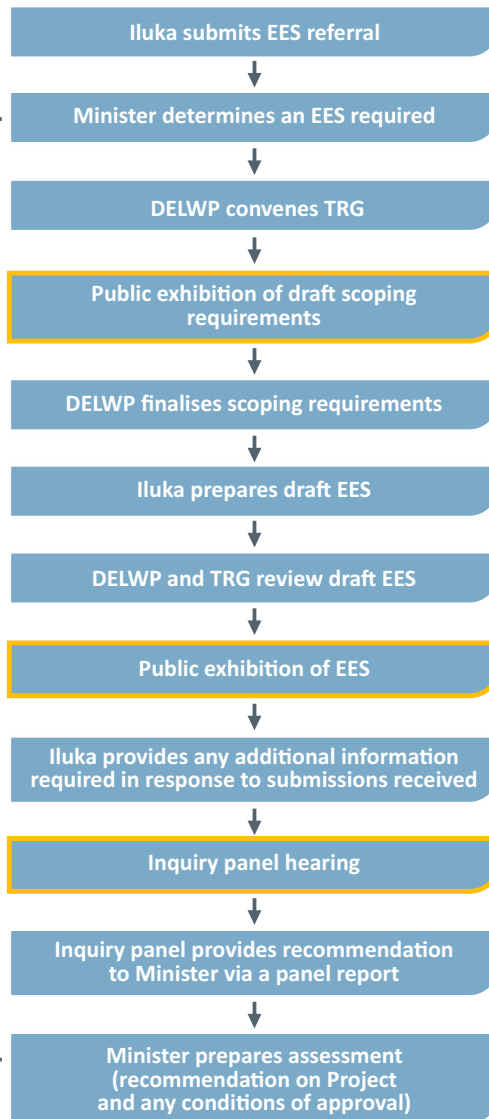 Iluka submits EES referral
Minister determines an EES required
DELWP convenes TRG
Public exhibition of draft scoping
requirements
DELWP finalises scoping requirements
Iluka prepares draft EES
DELWP and TRG review draft EES
Public exhibition of EES
Iluka provides any additional information
required in response to submissions received
Inquiry panel hearing
Inquiry panel provides recommendation
to Minister via a panel report
Minister prepares assessment
(recommendation on Project
and any conditions of approval)